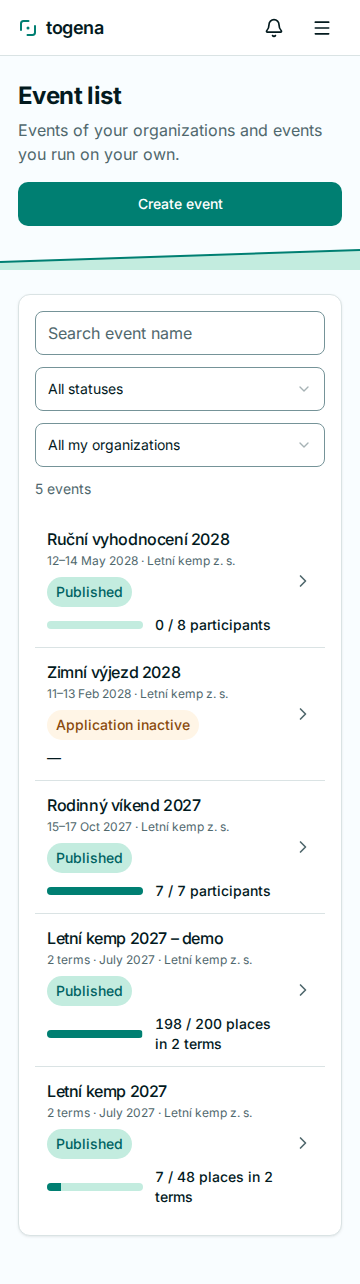 togena
Event list
Events of your organizations and events
you run on your own.
Create event
Search event name
All statuses
All my organizations
5 events
Ruční vyhodnocení 2028
12–14 May 2028 · Letní kemp z. s.
Published
0 / 8 participants
Zimní výjezd 2028
11–13 Feb 2028 · Letní kemp z. s.
Application inactive
—
Rodinný víkend 2027
15–17 Oct 2027 · Letní kemp z. s.
Published
7 / 7 participants
Letní kemp 2027 – demo
2 terms · July 2027 · Letní kemp z. s.
Published
198 / 200 places
in 2 terms
Letní kemp 2027
2 terms · July 2027 · Letní kemp z. s.
Published
7 / 48 places in 2
terms